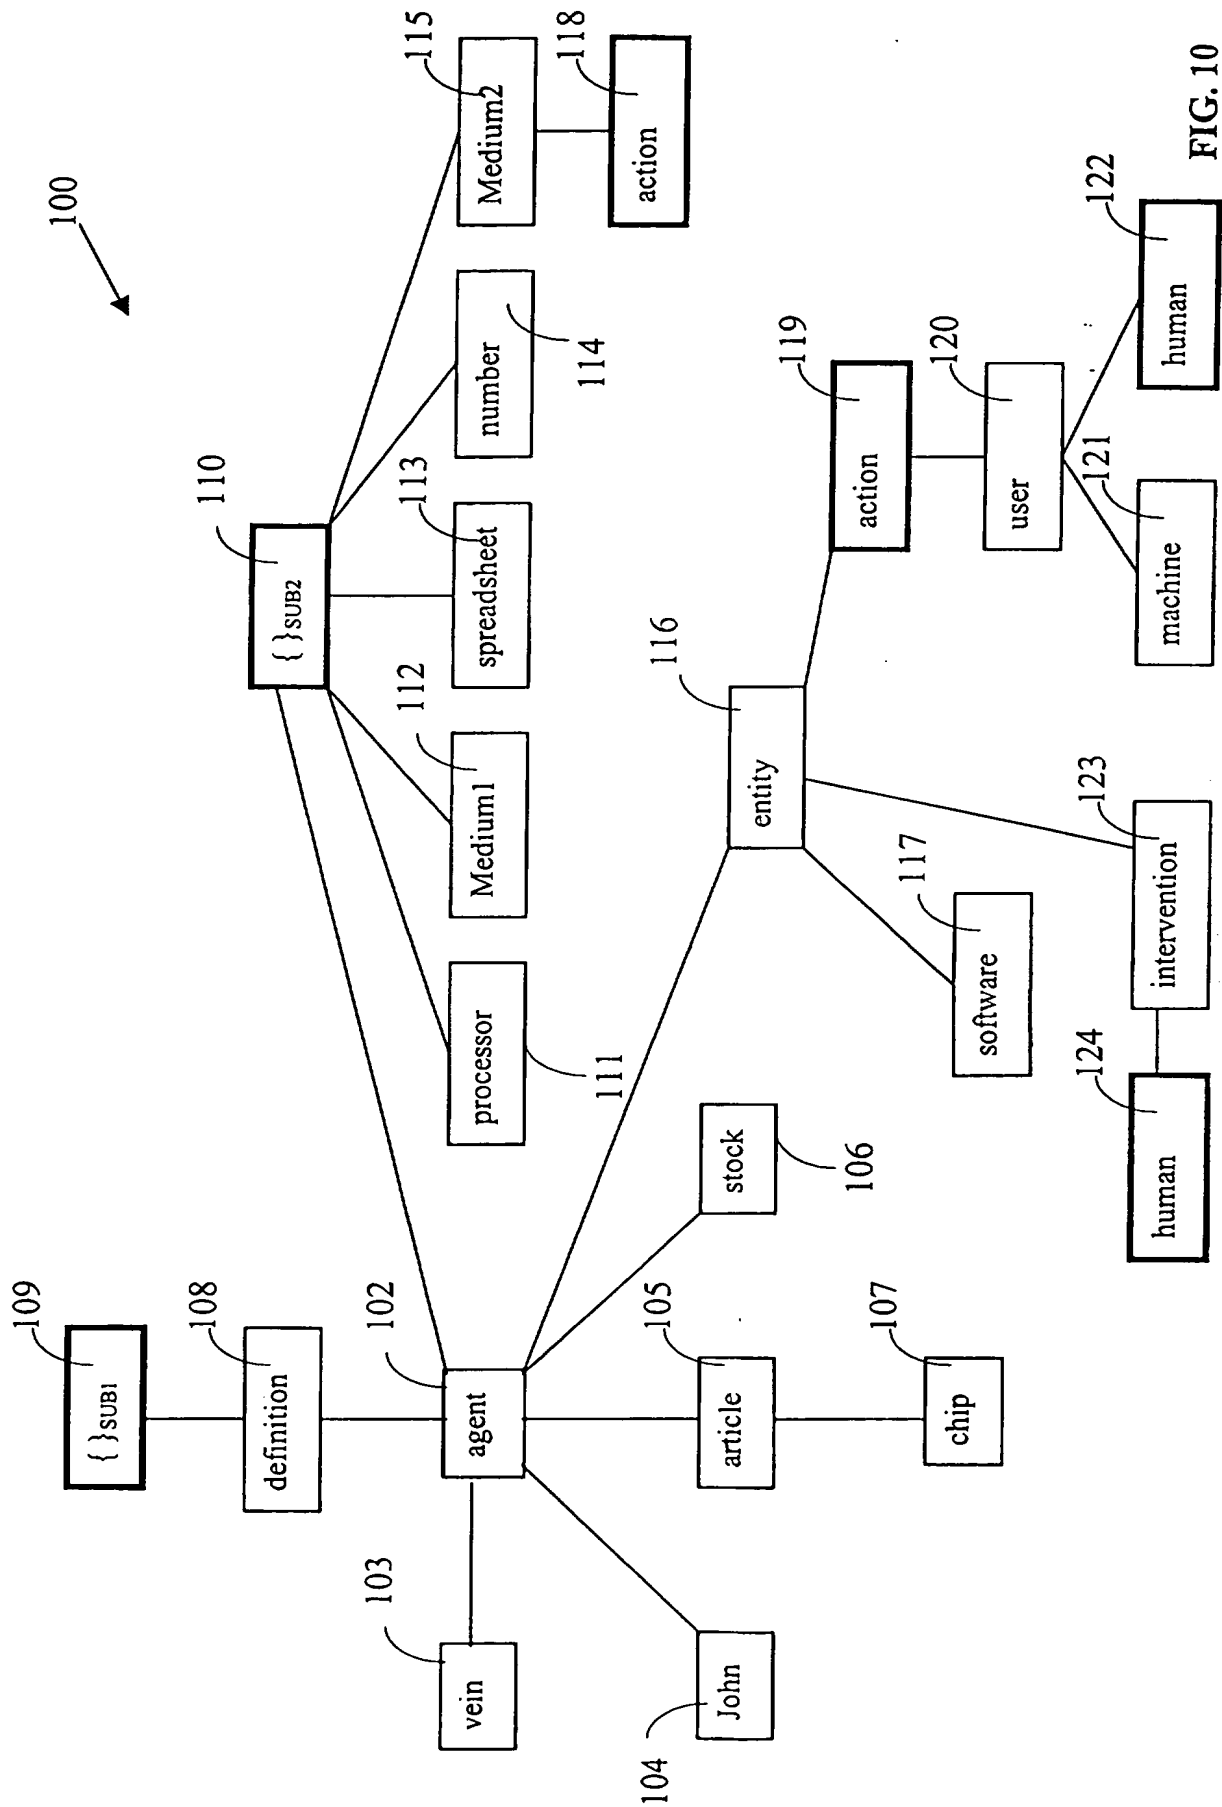 100
109
{ }SUB1
108
definition
103
vein
102
agent
104
John
105
article
107
chip
106
stock
110
{ }SUB2
111
processor
112
Medium1
113
spreadsheet
114
number
115
Medium2
118
action
116
entity
117
software
119
action
120
user
121
machine
122
human
123
intervention
124
human
FIG. 10